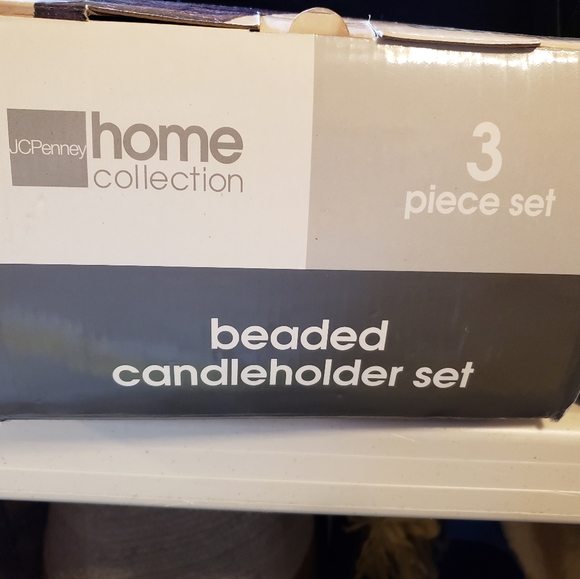 JCPenney home
collection
3
piece set
beaded
candleholder set